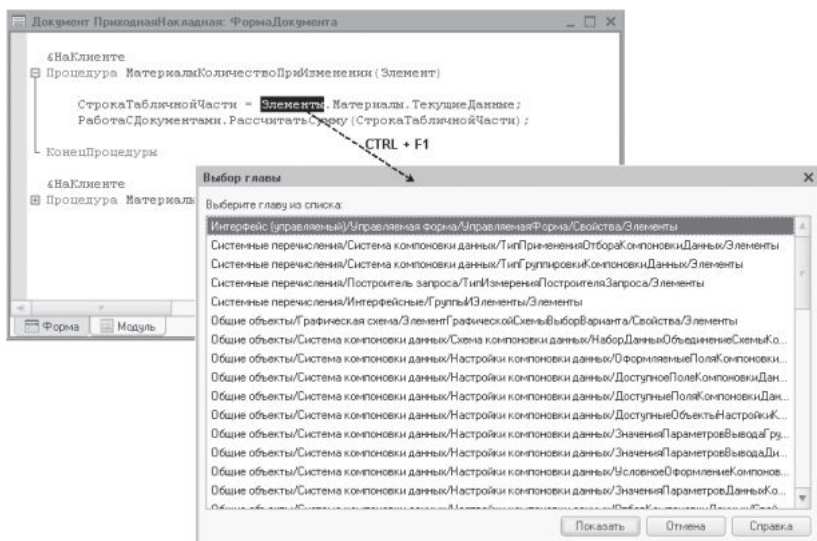 Документ ПриходнаяНакладная: ФормаДокумента
&НаКлиенте
Процедура МатериалыКоличествоПриИзменении(Элемент)
СтрокаТабличнойЧасти = Элементы.Материалы.ТекущиеДанные;
РаботаСДокументами.РассчитатьСумму(СтрокаТабличнойЧасти);
КонецПроцедуры
CTRL + F1
&НаКлиенте
Процедура Материалы
Форма
Модуль
Выбор главы
Выберите главу из списка:
Интерфейс (управляемый)/Управляемая форма/УправляемаяФорма/Свойства/Элементы
Системные перечисления/Система компоновки данных/ТипПримененияОтбораКомпоновкиДанных/Элементы
Системные перечисления/Система компоновки данных/ТипГруппировкиКомпоновкиДанных/Элементы
Системные перечисления/Построитель запроса/ТипИзмеренияПостроителяЗапроса/Элементы
Системные перечисления/Интерфейсные/ГруппыИЭлементы/Элементы
Общие объекты/Графическая схема/ЭлементГрафическойСхемыВыборВарианта/Свойства/Элементы
Общие объекты/Система компоновки данных/Схема компоновки данных/НаборДанныхОбъединениеСхемыКо...
Общие объекты/Система компоновки данных/Настройки компоновки данных/ОформляемыеПоляКомпоновки...
Общие объекты/Система компоновки данных/Настройки компоновки данных/ДоступноеПолеКомпоновкиДан...
Общие объекты/Система компоновки данных/Настройки компоновки данных/ДоступныеПоляКомпоновкиДан...
Общие объекты/Система компоновки данных/Настройки компоновки данных/ДоступныеОбъектыНастройкиК...
Общие объекты/Система компоновки данных/Настройки компоновки данных/ЗначенияПараметровВыводаГру...
Общие объекты/Система компоновки данных/Настройки компоновки данных/ЗначенияПараметровВыводаДи...
Общие объекты/Система компоновки данных/Настройки компоновки данных/УсловноеОформлениеКомпонов...
Общие объекты/Система компоновки данных/Настройки компоновки данных/ЗначенияПараметровДанныхКо...
Показать
Отмена
Справка